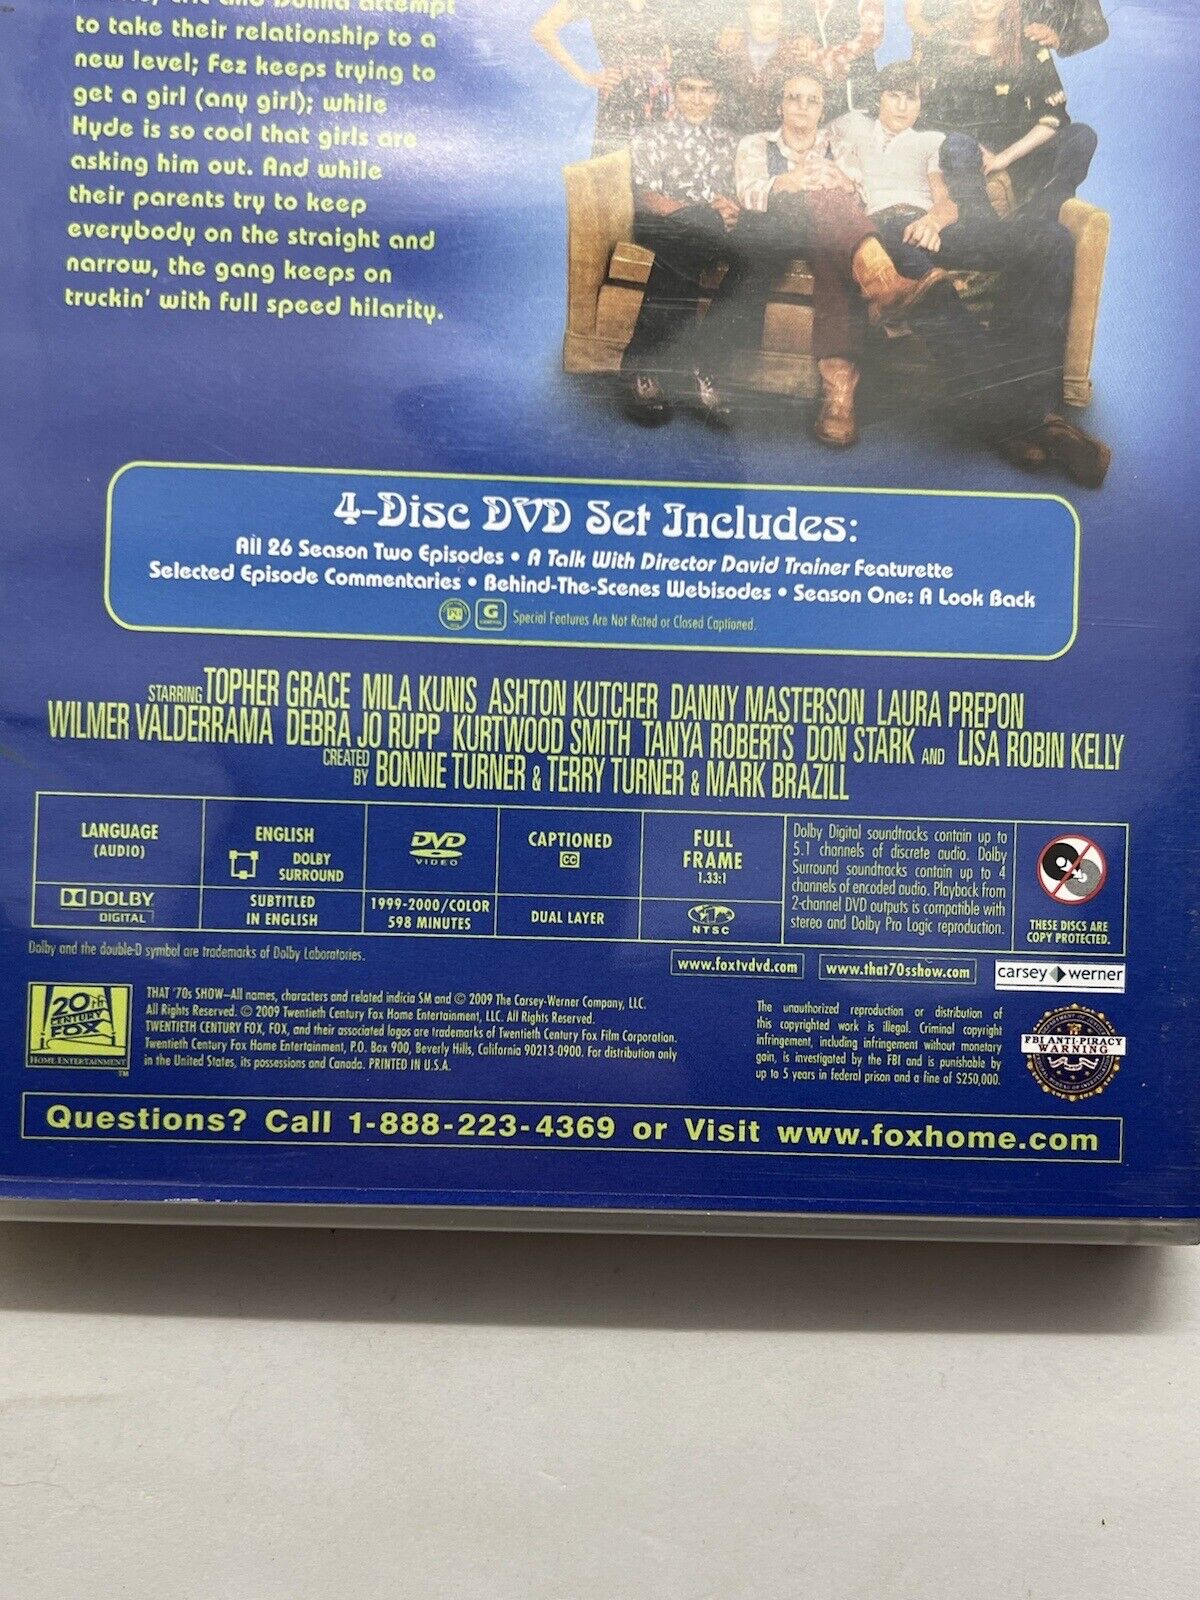 and Donna attempt
to take their relationship to a
new level; Fez keeps trying to
get a girl (any girl); while
Hyde is so cool that girls are
asking him out. And while
their parents try to keep
everybody on the straight and
narrow, the gang keeps on
truckin' with full speed hilarity.
4-Disc DVD Set Includes:
All 26 Season Two Episodes • A Talk With Director David Trainer Featurette
Selected Episode Commentaries • Behind-The-Scenes Webisodes • Season One: A Look Back
G Special Features Are Not Rated or Closed Captioned.
STARRING TOPHER GRACE MILA KUNIS ASHTON KUTCHER DANNY MASTERSON LAURA PREPON
WILMER VALDERRAMA DEBRA JO RUPP KURTWOOD SMITH TANYA ROBERTS DON STARK AND LISA ROBIN KELLY
CREATED BY BONNIE TURNER & TERRY TURNER & MARK BRAZILL
LANGUAGE
(AUDIO)
DOLBY
DIGITAL
ENGLISH
DOLBY
SURROUND
SUBTITLED
IN ENGLISH
DVD
VIDEO
1999-2000/COLOR
598 MINUTES
CAPTIONED
CC
DUAL LAYER
FULL
FRAME
1.33:1
NTSC
Dolby Digital soundtracks contain up to
5.1 channels of discrete audio. Dolby
Surround soundtracks contain up to 4
channels of encoded audio. Playback from
2-channel DVD outputs is compatible with
stereo and Dolby Pro Logic reproduction.
THESE DISCS ARE
COPY PROTECTED.
Dolby and the double-D symbol are trademarks of Dolby Laboratories.
www.foxtvdvd.com
www.that70sshow.com
carsey werner
20th
CENTURY
FOX
HOME ENTERTAINMENT
TM
THAT '70s SHOW—All names, characters and related indicia SM and © 2009 The Carsey-Werner Company, LLC.
All Rights Reserved. © 2009 Twentieth Century Fox Home Entertainment, LLC. All Rights Reserved.
TWENTIETH CENTURY FOX, FOX, and their associated logos are trademarks of Twentieth Century Fox Film Corporation.
Twentieth Century Fox Home Entertainment, P.O. Box 900, Beverly Hills, California 90213-0900. For distribution only
in the United States, its possessions and Canada. PRINTED IN U.S.A.
The unauthorized reproduction or distribution of
this copyrighted work is illegal. Criminal copyright
infringement, including infringement without monetary
gain, is investigated by the FBI and is punishable by
up to 5 years in federal prison and a fine of $250,000.
FBI ANTI-PIRACY
WARNING
Questions? Call 1-888-223-4369 or Visit www.foxhome.com